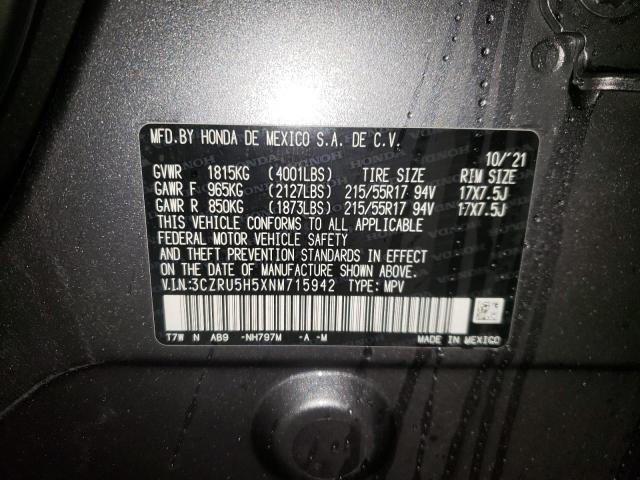 MFD.BY HONDA DE MEXICO S.A. DE C.V.
10/'21
GVWR 1815KG (4001LBS) TIRE SIZE RIM SIZE
GAWR F 965KG (2127LBS) 215/55R17 94V 17X7.5J
GAWR R 850KG (1873LBS) 215/55R17 94V 17X7.5J
THIS VEHICLE CONFORMS TO ALL APPLICABLE
FEDERAL MOTOR VEHICLE SAFETY
AND THEFT PREVENTION STANDARDS IN EFFECT
ON THE DATE OF MANUFACTURE SHOWN ABOVE.
V.I.N:3CZRU5H5XNM715942 TYPE: MPV
T7W N AB9 -NH797M -A -M MADE IN MEXICO